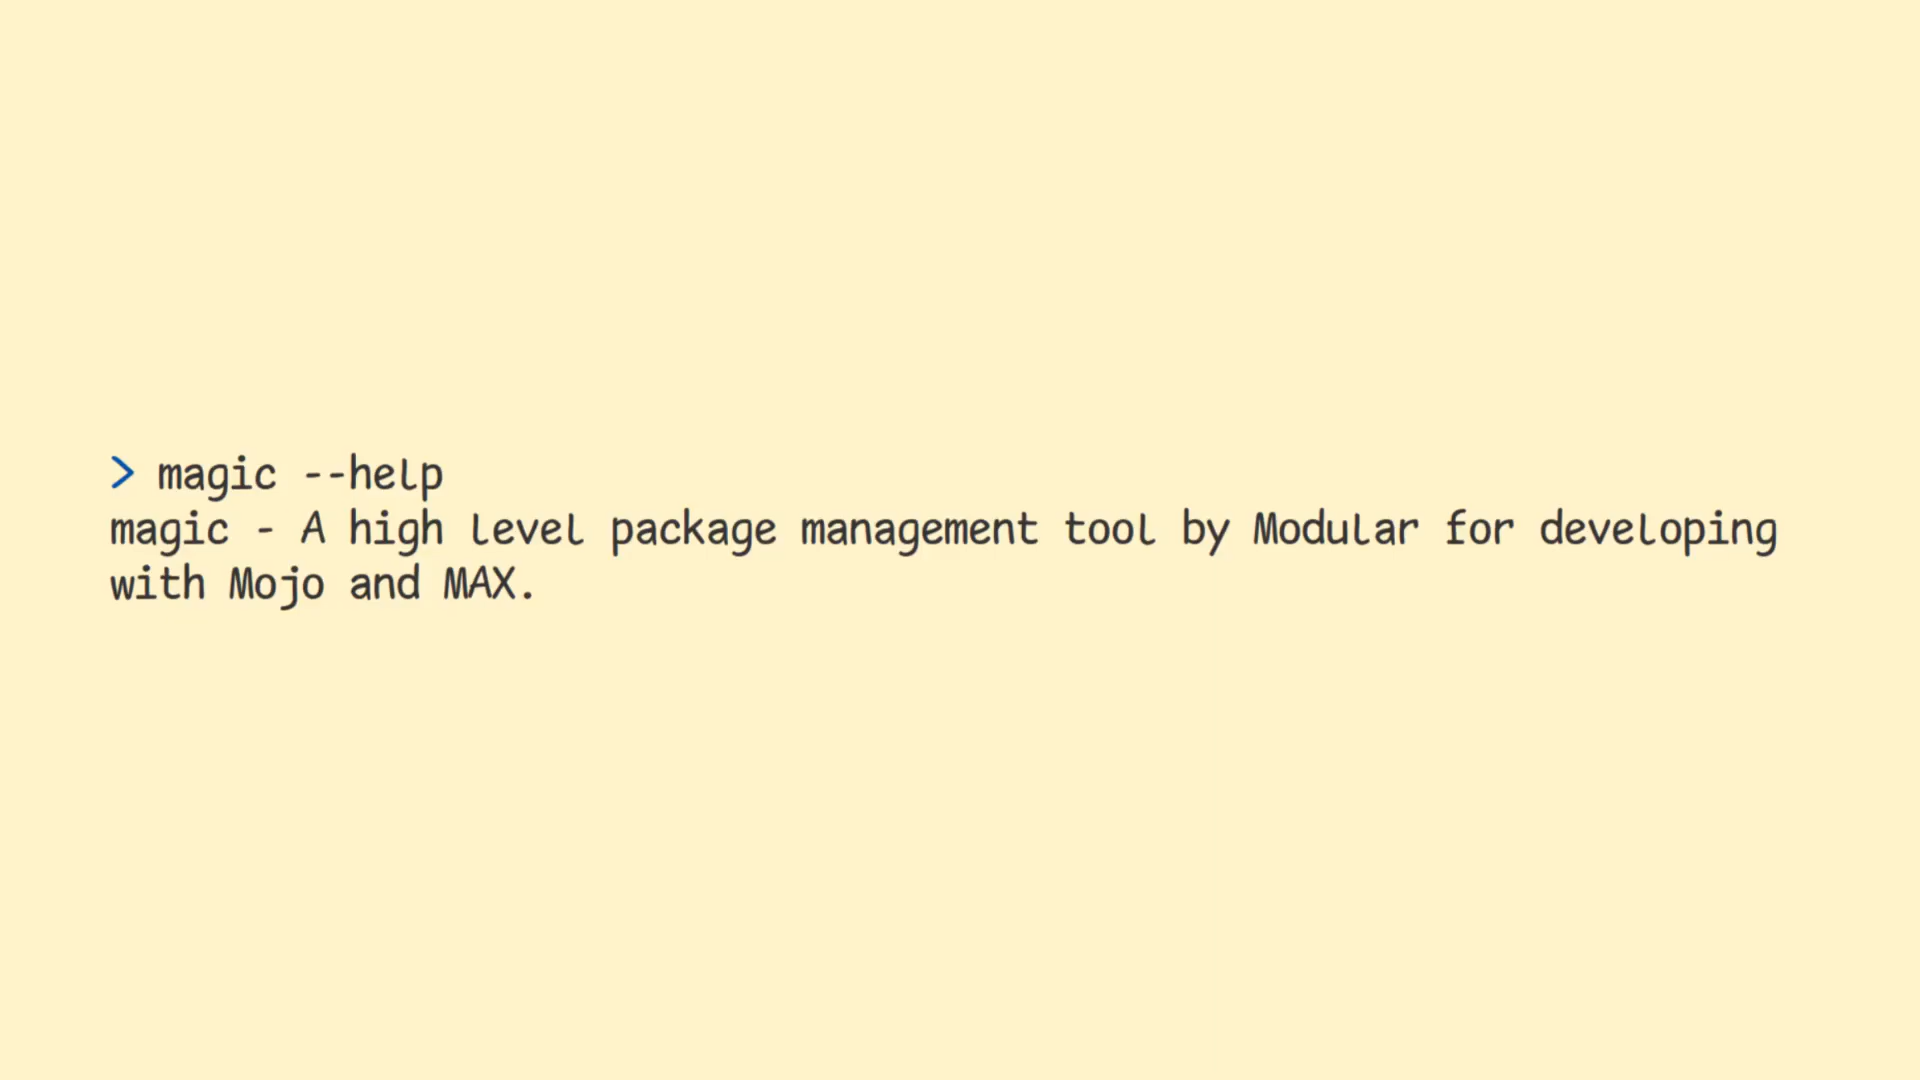 > magic --help
magic - A high level package management tool by Modular for developing
with Mojo and MAX.